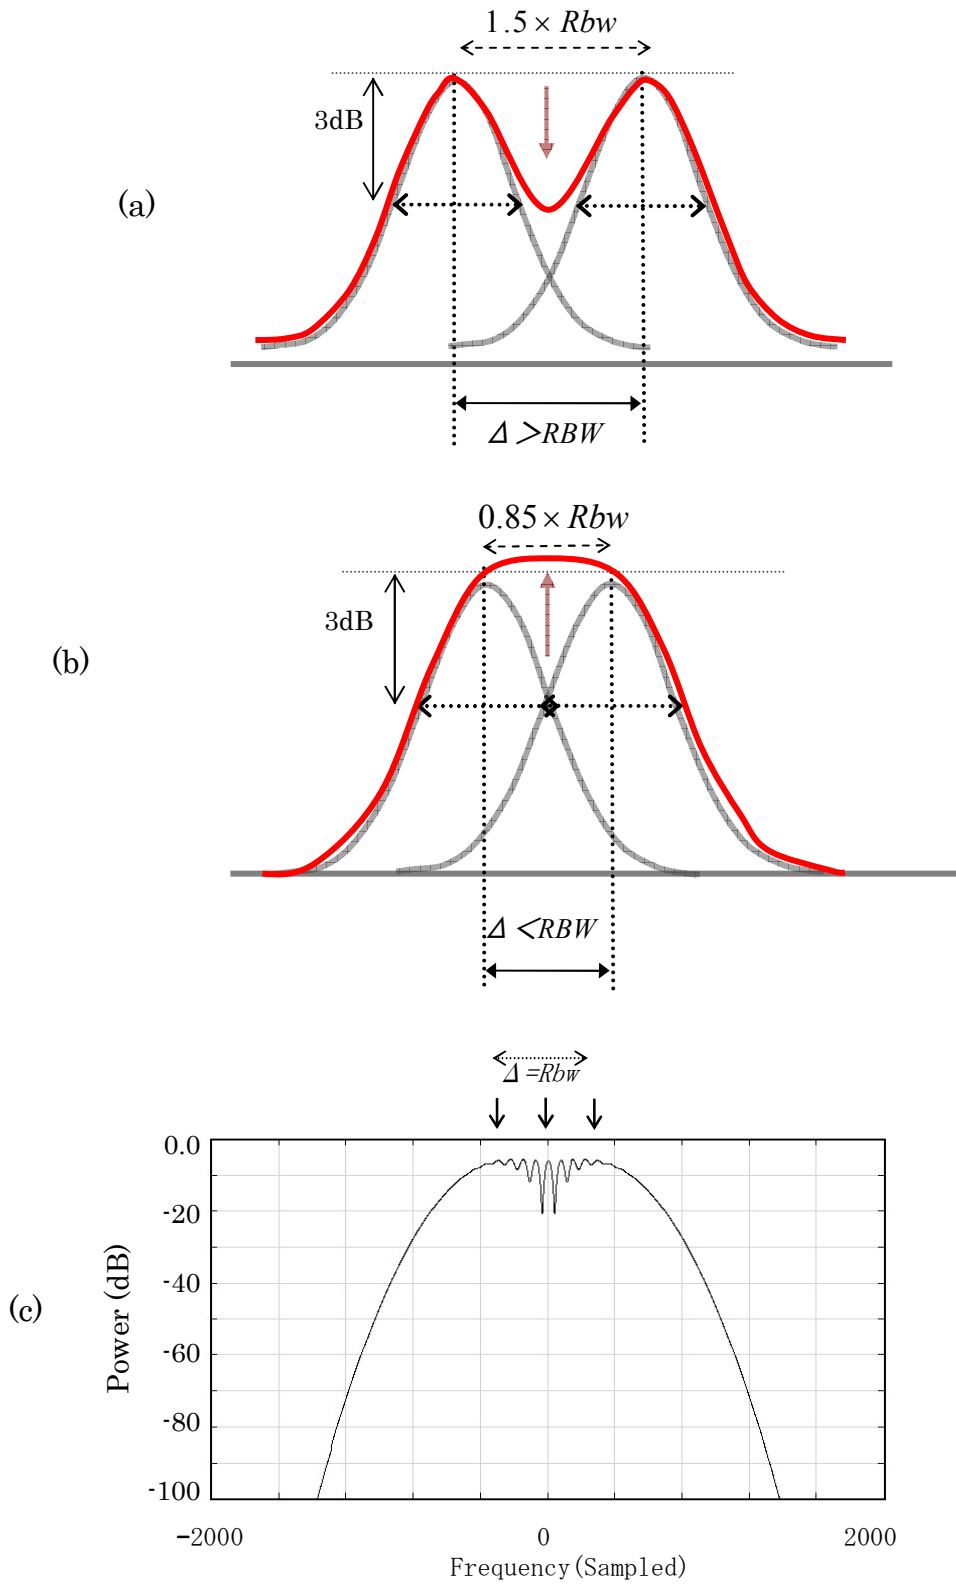 1.5 × Rbw
3dB
(a)
Δ >RBW
0.85 × Rbw
3dB
(b)
Δ <RBW
Δ =Rbw
0.0
-20
-40
-60
-80
-100
Power (dB)
(c)
−2000 0 2000
Frequency(Sampled)